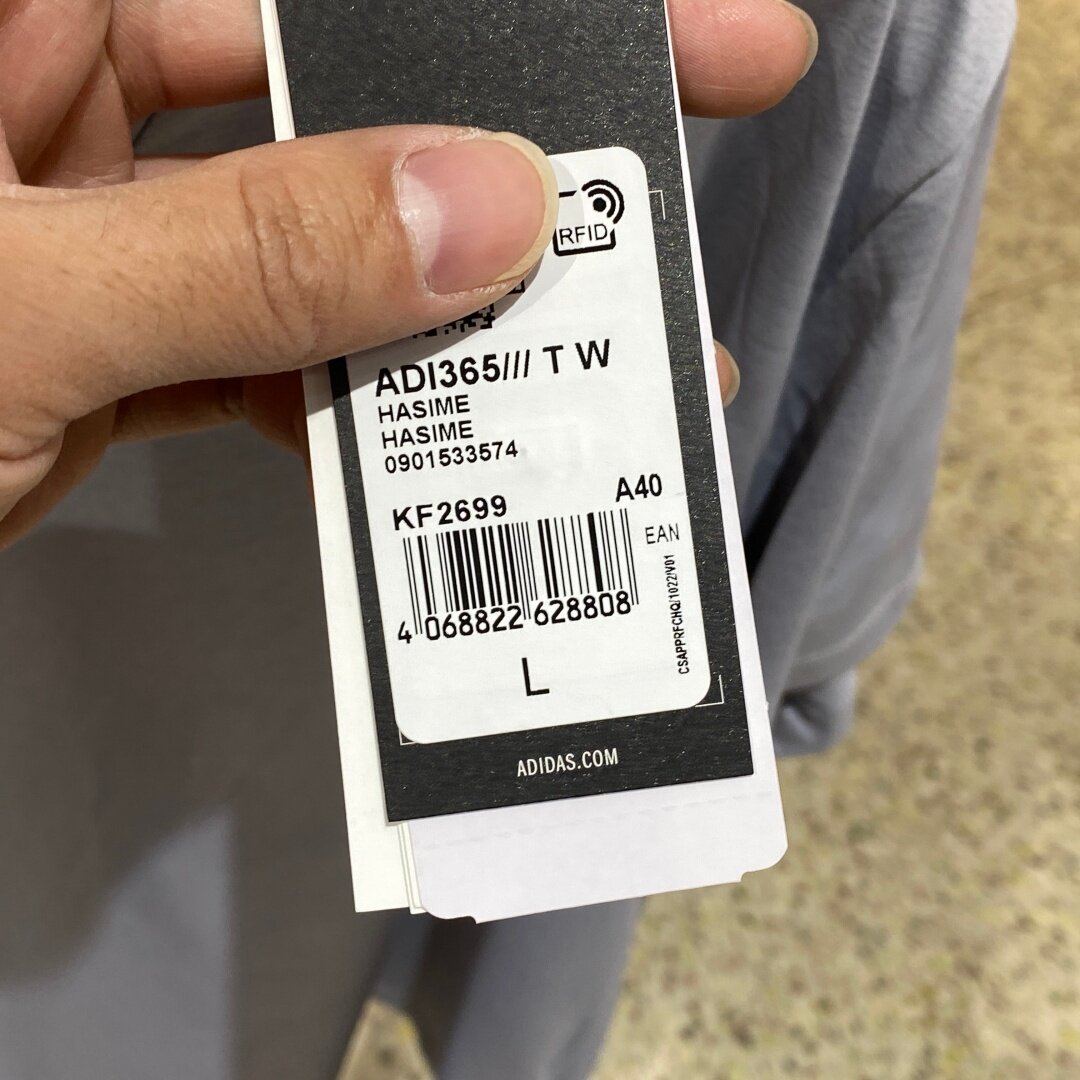 RFID
ADI365/// T W
HASIME
HASIME
0901533574
KF2699
A40
EAN
4 068822 628808
CSAPPRFCHQ/1022/V01
L
ADIDAS.COM